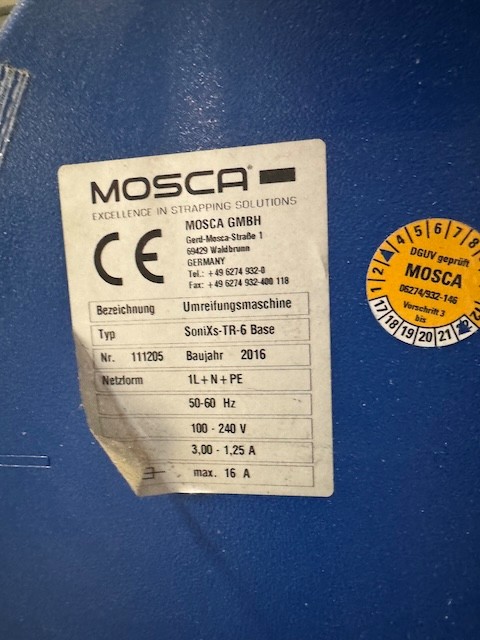 MOSCA®
EXCELLENCE IN STRAPPING SOLUTIONS
CE
MOSCA GMBH
Gerd-Mosca-Straße 1
69429 Waldbrunn
GERMANY
Tel.: +49 6274 932-0
Fax: +49 6274 932-400 118
Bezeichnung Umreifungsmaschine
Typ SoniXs-TR-6 Base
Nr. 111205 Baujahr 2016
Netzform 1L+N+PE
50-60 Hz
100 - 240 V
3,00 - 1,25 A
max. 16 A
1 2 4 5 6 7 8 12
DGUV geprüft
MOSCA
06274/932-146
Vorschrift 3
bis
17 18 19 20 21